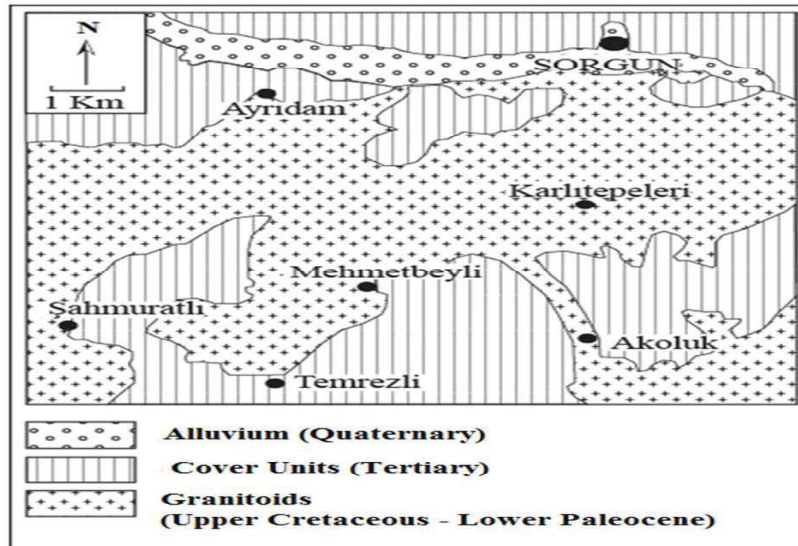 N
1 Km
SORGUN
Ayrıdam
Karlıtepeleri
Mehmetbeyli
Şahmuratlı
Akoluk
Temrezli
Alluvium (Quaternary)
Cover Units (Tertiary)
Granitoids
(Upper Cretaceous - Lower Paleocene)